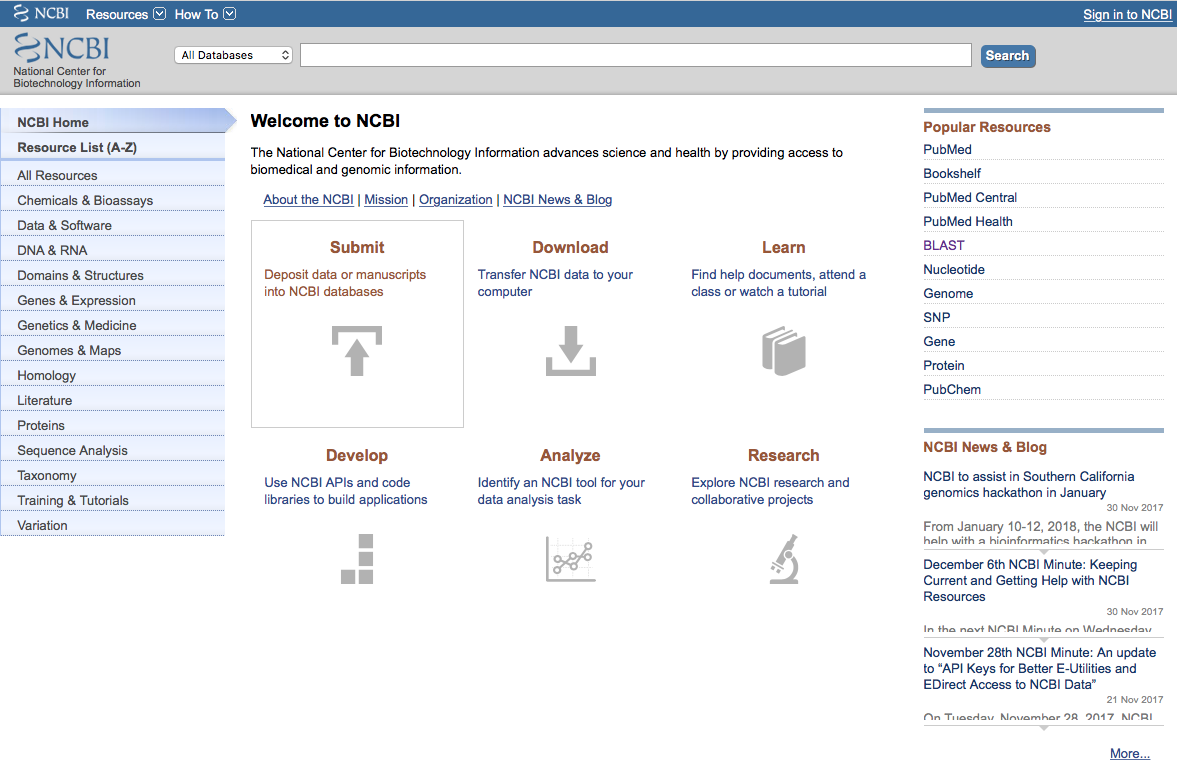 NCBI Resources How To Sign in to NCBI
NCBI
National Center for
Biotechnology Information
All Databases
Search
NCBI Home
Resource List (A-Z)
All Resources
Chemicals & Bioassays
Data & Software
DNA & RNA
Domains & Structures
Genes & Expression
Genetics & Medicine
Genomes & Maps
Homology
Literature
Proteins
Sequence Analysis
Taxonomy
Training & Tutorials
Variation
Welcome to NCBI
The National Center for Biotechnology Information advances science and health by providing access to
biomedical and genomic information.
About the NCBI | Mission | Organization | NCBI News & Blog
Submit
Deposit data or manuscripts
into NCBI databases
Download
Transfer NCBI data to your
computer
Learn
Find help documents, attend a
class or watch a tutorial
Develop
Use NCBI APIs and code
libraries to build applications
Analyze
Identify an NCBI tool for your
data analysis task
Research
Explore NCBI research and
collaborative projects
Popular Resources
PubMed
Bookshelf
PubMed Central
PubMed Health
BLAST
Nucleotide
Genome
SNP
Gene
Protein
PubChem
NCBI News & Blog
NCBI to assist in Southern California
genomics hackathon in January
30 Nov 2017
From January 10-12, 2018, the NCBI will
help with a bioinformatics hackathon in
December 6th NCBI Minute: Keeping
Current and Getting Help with NCBI
Resources
30 Nov 2017
In the next NCBI Minute on Wednesday
November 28th NCBI Minute: An update
to “API Keys for Better E-Utilities and
EDirect Access to NCBI Data”
21 Nov 2017
On Tuesday, November 28, 2017, NCBI
More...